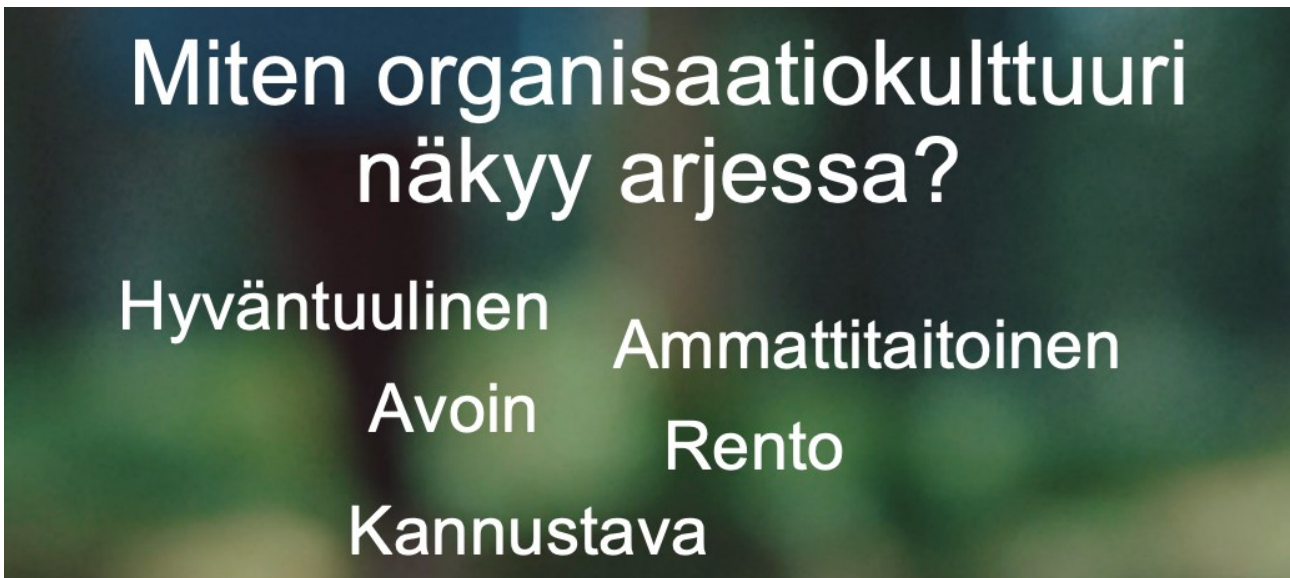 Miten organisaatiokulttuuri
näkyy arjessa?
Hyväntuulinen
Ammattitaitoinen
Avoin
Rento
Kannustava